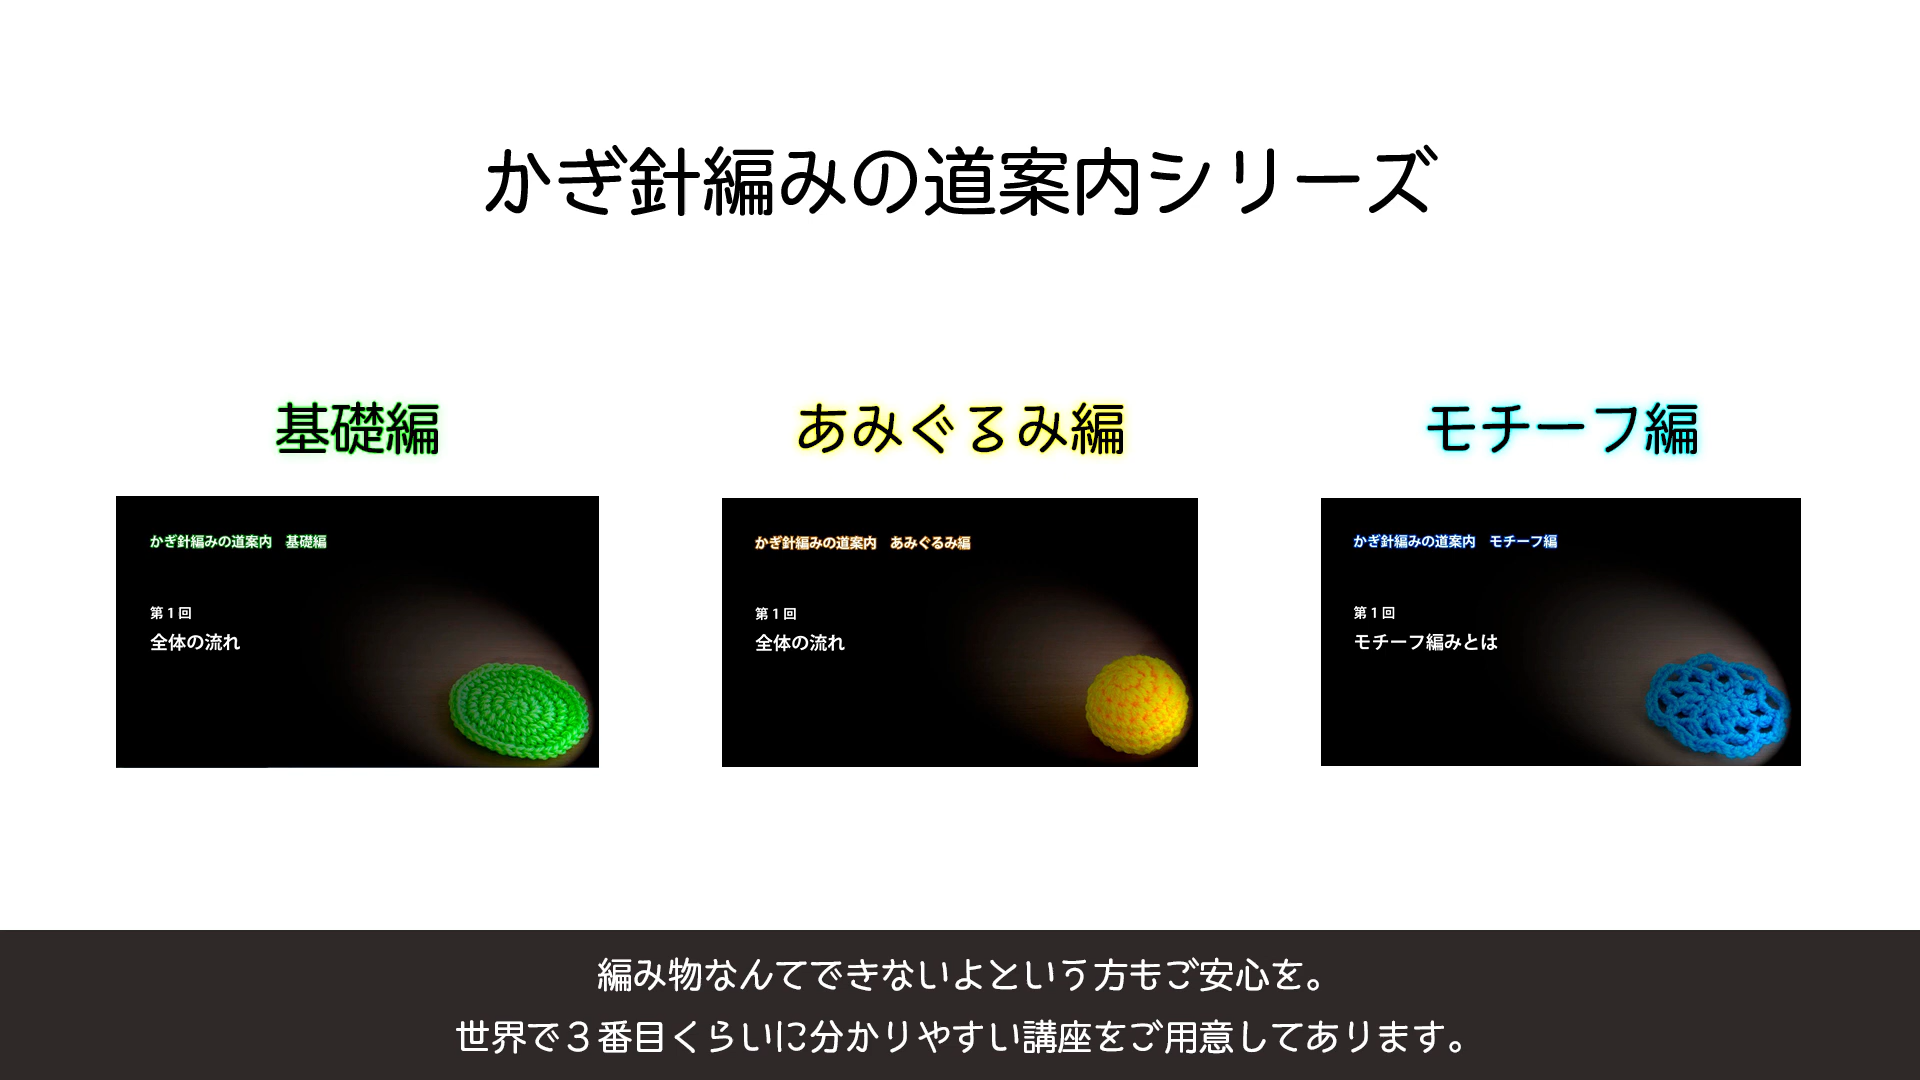 かぎ針編みの道案内シリーズ
基礎編
かぎ針編みの道案内　基礎編
第１回
全体の流れ
あみぐるみ編
かぎ針編みの道案内　あみぐるみ編
第１回
全体の流れ
モチーフ編
かぎ針編みの道案内　モチーフ編
第１回
モチーフ編みとは
編み物なんてできないよという方もご安心を。
世界で３番目くらいに分かりやすい講座をご用意してあります。